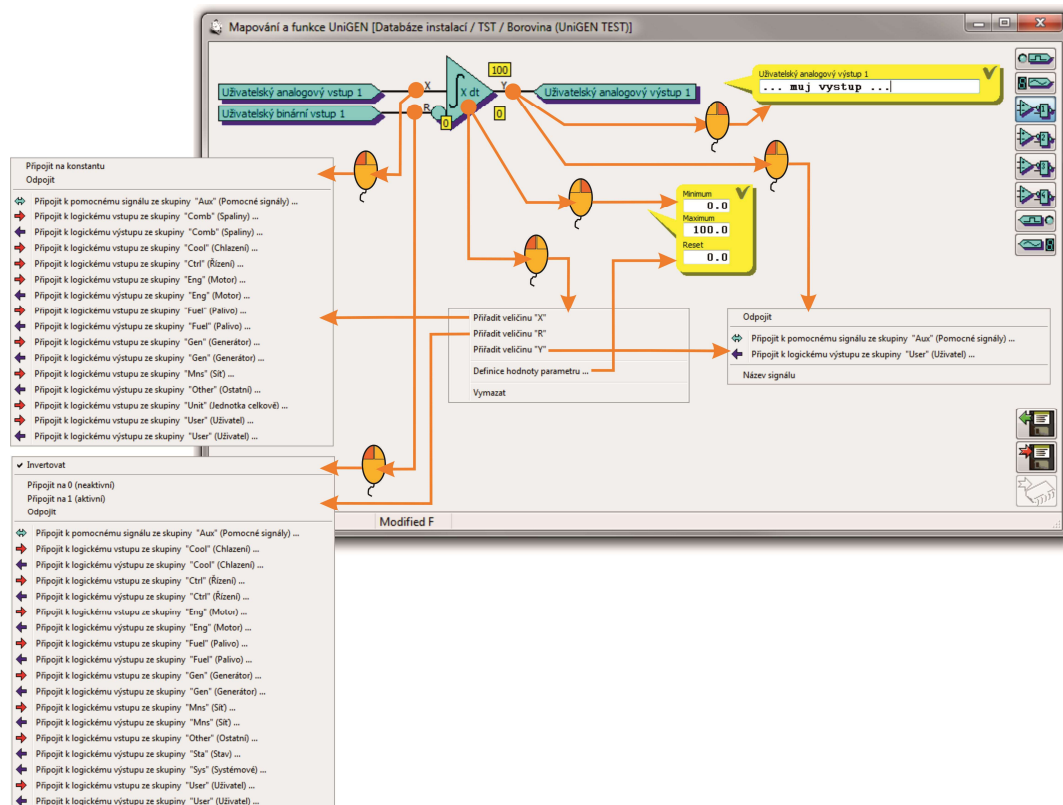 Mapování a funkce UniGEN [Databáze instalací / TST / Borovina (UniGEN TEST)]
Uživatelský analogový vstup 1
Uživatelský binární vstup 1
X
R
0
X dt
100
Y
0
Uživatelský analogový výstup 1
Uživatelský analogový výstup 1
... muj vystup ...
1
2
3
4
Minimum
0.0
Maximum
100.0
Reset
0.0
Připojit na konstantu
Odpojit
Připojit k pomocnému signálu ze skupiny "Aux" (Pomocné signály) ...
Připojit k logickému vstupu ze skupiny "Comb" (Spaliny) ...
Připojit k logickému výstupu ze skupiny "Comb" (Spaliny) ...
Připojit k logickému vstupu ze skupiny "Cool" (Chlazení) ...
Připojit k logickému vstupu ze skupiny "Ctrl" (Řízení) ...
Připojit k logickému vstupu ze skupiny "Eng" (Motor) ...
Připojit k logickému výstupu ze skupiny "Eng" (Motor) ...
Připojit k logickému vstupu ze skupiny "Fuel" (Palivo) ...
Připojit k logickému výstupu ze skupiny "Fuel" (Palivo) ...
Připojit k logickému vstupu ze skupiny "Gen" (Generátor) ...
Připojit k logickému výstupu ze skupiny "Gen" (Generátor) ...
Připojit k logickému vstupu ze skupiny "Mns" (Síť) ...
Připojit k logickému výstupu ze skupiny "Other" (Ostatní) ...
Připojit k logickému vstupu ze skupiny "Unit" (Jednotka celkově) ...
Připojit k logickému vstupu ze skupiny "User" (Uživatel) ...
Připojit k logickému výstupu ze skupiny "User" (Uživatel) ...
Přiřadit veličinu "X"
Přiřadit veličinu "R"
Přiřadit veličinu "Y"
Definice hodnoty parametru ...
Vymazat
Odpojit
Připojit k pomocnému signálu ze skupiny "Aux" (Pomocné signály) ...
Připojit k logickému výstupu ze skupiny "User" (Uživatel) ...
Název signálu
Modified F
Invertovat
Připojit na 0 (neaktivní)
Připojit na 1 (aktivní)
Odpojit
Připojit k pomocnému signálu ze skupiny "Aux" (Pomocné signály) ...
Připojit k logickému vstupu ze skupiny "Cool" (Chlazení) ...
Připojit k logickému výstupu ze skupiny "Cool" (Chlazení) ...
Připojit k logickému vstupu ze skupiny "Ctrl" (Řízení) ...
Připojit k logickému výstupu ze skupiny "Ctrl" (Řízení) ...
Připojit k logickému vstupu ze skupiny "Eng" (Motor) ...
Připojit k logickému výstupu ze skupiny "Eng" (Motor) ...
Připojit k logickému vstupu ze skupiny "Fuel" (Palivo) ...
Připojit k logickému výstupu ze skupiny "Fuel" (Palivo) ...
Připojit k logickému vstupu ze skupiny "Gen" (Generátor) ...
Připojit k logickému výstupu ze skupiny "Gen" (Generátor) ...
Připojit k logickému vstupu ze skupiny "Mns" (Síť) ...
Připojit k logickému výstupu ze skupiny "Mns" (Síť) ...
Připojit k logickému vstupu ze skupiny "Other" (Ostatní) ...
Připojit k logickému výstupu ze skupiny "Sta" (Stav) ...
Připojit k logickému výstupu ze skupiny "Sys" (Systémové) ...
Připojit k logickému vstupu ze skupiny "User" (Uživatel) ...
Připojit k logickému výstupu ze skupiny "User" (Uživatel) ...